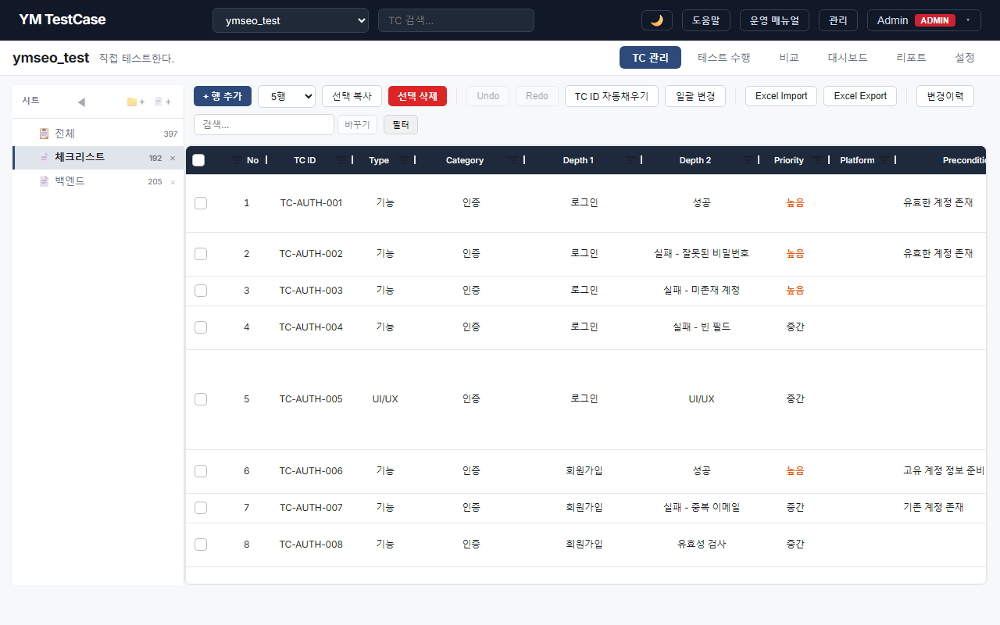 YM TestCase ymseo_test TC 검색... 도움말 운영 매뉴얼 관리 Admin ADMIN
ymseo_test 직접 테스트한다. TC 관리 테스트 수행 비교 대시보드 리포트 설정
시트
전체 397
체크리스트 192 ×
백엔드 205 ×
+ 행 추가 5행 선택 복사 선택 삭제 Undo Redo TC ID 자동채우기 일괄 변경 Excel Import Excel Export 변경이력
검색... 바꾸기 필터
No TC ID Type Category Depth 1 Depth 2 Priority Platform Preconditi
1 TC-AUTH-001 기능 인증 로그인 성공 높음 유효한 계정 존재
2 TC-AUTH-002 기능 인증 로그인 실패 - 잘못된 비밀번호 높음 유효한 계정 존재
3 TC-AUTH-003 기능 인증 로그인 실패 - 미존재 계정 높음
4 TC-AUTH-004 기능 인증 로그인 실패 - 빈 필드 중간
5 TC-AUTH-005 UI/UX 인증 로그인 UI/UX 중간
6 TC-AUTH-006 기능 인증 회원가입 성공 높음 고유 계정 정보 준비
7 TC-AUTH-007 기능 인증 회원가입 실패 - 중복 이메일 중간 기존 계정 존재
8 TC-AUTH-008 기능 인증 회원가입 유효성 검사 중간